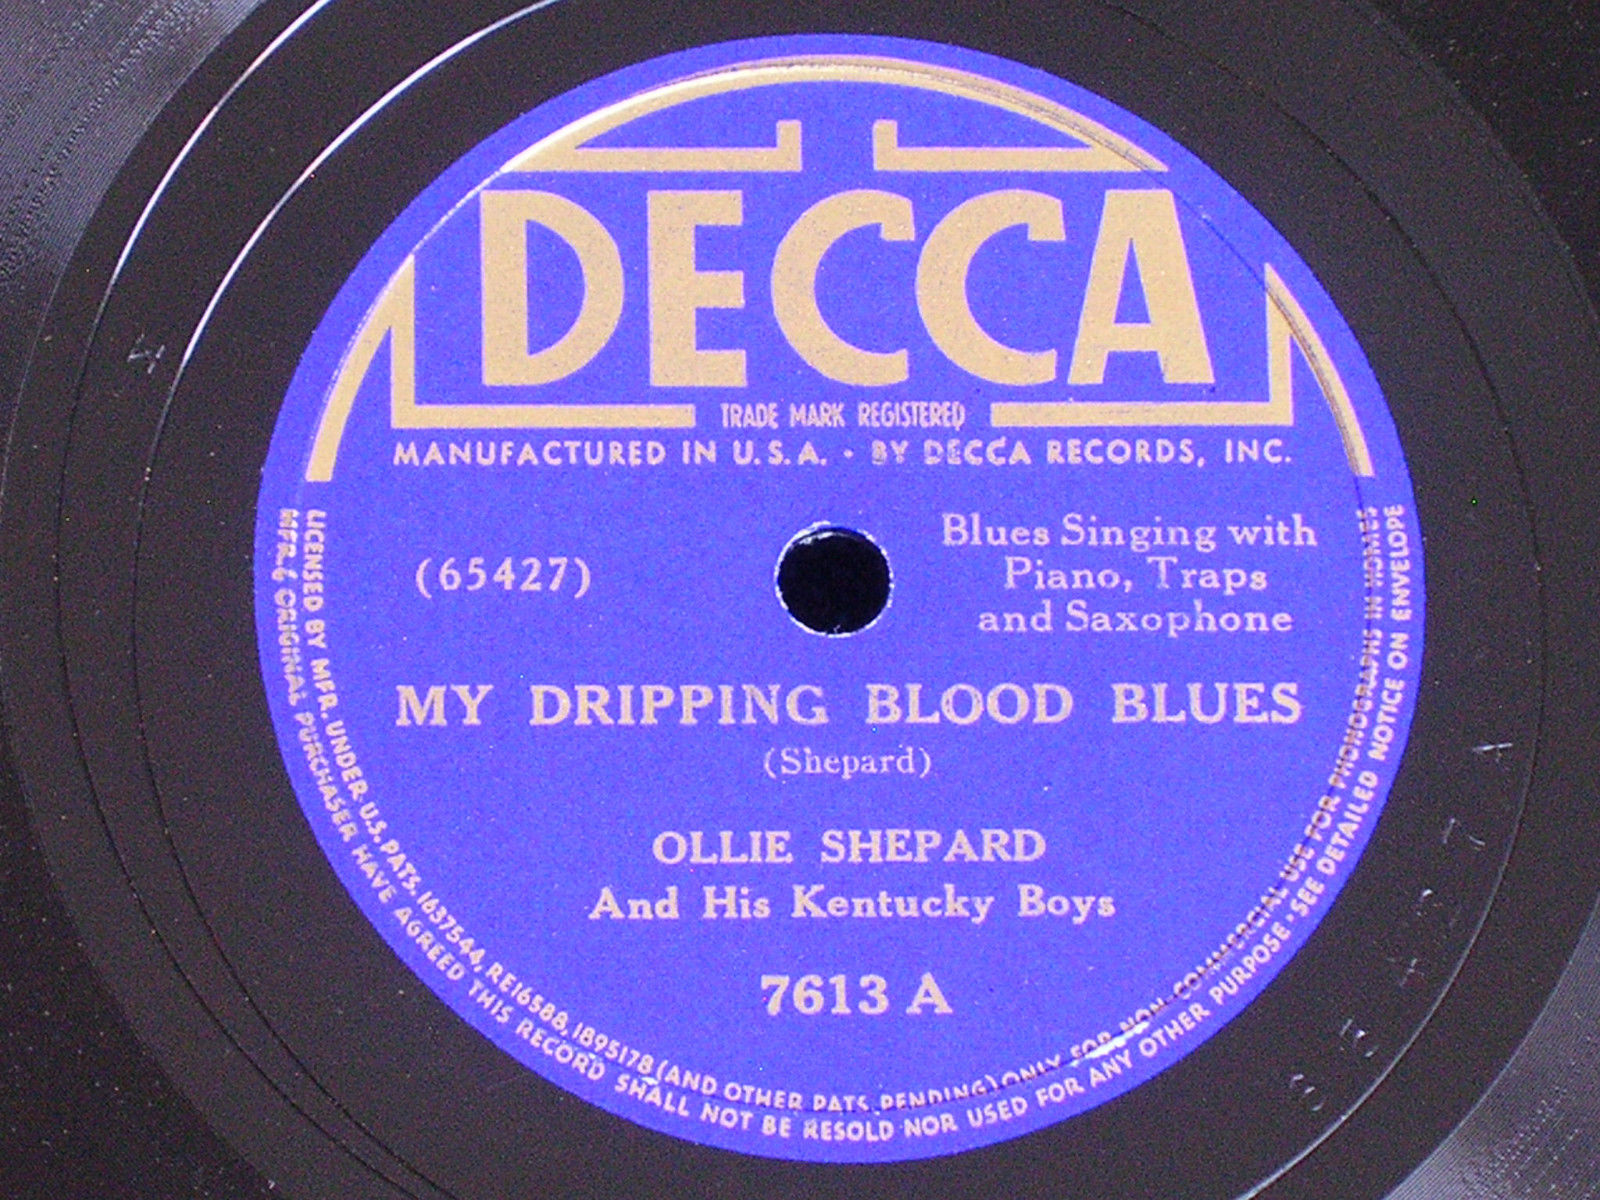 DECCA
TRADE MARK REGISTERED
MANUFACTURED IN U.S.A. • BY DECCA RECORDS, INC.
(65427)
Blues Singing with
Piano, Traps
and Saxophone
MY DRIPPING BLOOD BLUES
(Shepard)
OLLIE SHEPARD
And His Kentucky Boys
7613 A
LICENSED BY MFR. UNDER U.S. PATS. 1637544, RE16588, 1895178 (AND OTHER PATS. PENDING) ONLY FOR NON-COMMERCIAL USE FOR PHONOGRAPHS IN HOMES
MFR. & ORIGINAL PURCHASER HAVE AGREED THIS RECORD SHALL NOT BE RESOLD NOR USED FOR ANY OTHER PURPOSE • SEE DETAILED NOTICE ON ENVELOPE